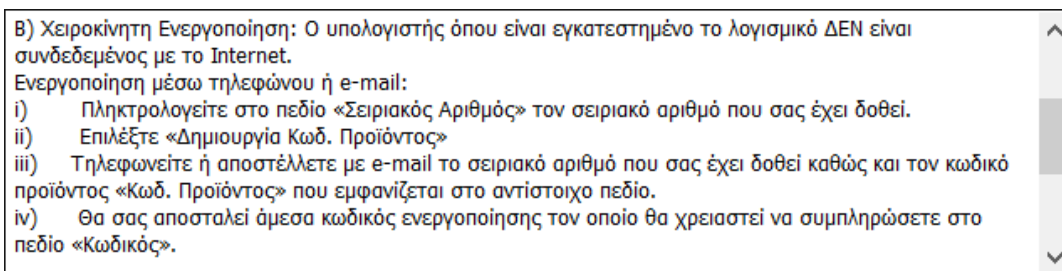 Β) Χειροκίνητη Ενεργοποίηση: Ο υπολογιστής όπου είναι εγκατεστημένο το λογισμικό ΔΕΝ είναι
συνδεδεμένος με το Internet.
Ενεργοποίηση μέσω τηλεφώνου ή e-mail:
i) Πληκτρολογείτε στο πεδίο «Σειριακός Αριθμός» τον σειριακό αριθμό που σας έχει δοθεί.
ii) Επιλέξτε «Δημιουργία Κωδ. Προϊόντος»
iii) Τηλεφωνείτε ή αποστέλλετε με e-mail το σειριακό αριθμό που σας έχει δοθεί καθώς και τον κωδικό
προϊόντος «Κωδ. Προϊόντος» που εμφανίζεται στο αντίστοιχο πεδίο.
iv) Θα σας αποσταλεί άμεσα κωδικός ενεργοποίησης τον οποίο θα χρειαστεί να συμπληρώσετε στο
πεδίο «Κωδικός».